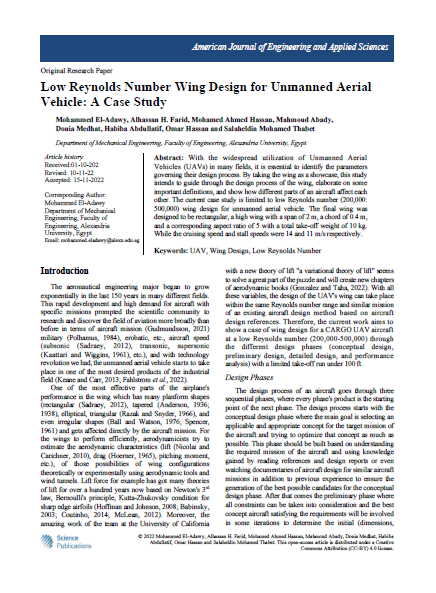 American Journal of Engineering and Applied Sciences
Original Research Paper
Low Reynolds Number Wing Design for Unmanned Aerial
Vehicle: A Case Study
Mohammed El-Adawy, Alhassan H. Farid, Mohamed Ahmed Hassan, Mahmoud Abady,
Donia Medhat, Habiba Abdullatif, Omar Hassan and Salaheldin Mohamed Thabet
Department of Mechanical Engineering, Faculty of Engineering, Alexandria University, Egypt
Article history
Received:01-10-202
Revised: 10-11-22
Accepted: 15-11-2022
Corresponding Author:
Mohammed El-Adawy
Department of Mechanical
Engineering, Faculty of
Engineering, Alexandria
University, Egypt
Email: mohammed.eladawy@alexu.edu.eg
Abstract: With the widespread utilization of Unmanned Aerial
Vehicles (UAVs) in many fields, it is essential to identify the parameters
governing their design process. By taking the wing as a showcase, this study
intends to guide through the design process of the wing, elaborate on some
important definitions, and show how different parts of an aircraft affect each
other. The current case study is limited to low Reynolds number (200,000:
500,000) wing design for unmanned aerial vehicle. The final wing was
designed to be rectangular, a high wing with a span of 2 m, a chord of 0.4 m,
and a corresponding aspect ratio of 5 with a total take-off weight of 10 kg.
While the cruising speed and stall speeds were 14 and 11 m/s respectively.
Keywords: UAV, Wing Design, Low Reynolds Number
Introduction
The aeronautical engineering major began to grow
exponentially in the last 150 years in many different fields.
This rapid development and high demand for aircraft with
specific missions prompted the scientific community to
research and discover the field of aviation more broadly than
before in terms of aircraft mission (Gudmundsson, 2021)
military (Polhamus, 1984), erobatic, etc., aircraft speed
(subsonic (Sadraey, 2012), transonic, supersonic
(Kaattari and Wiggins, 1961), etc.), and with technology
revolution we had, the unmanned aerial vehicle starts to take
place in one of the most desired products of the industrial
field (Keane and Carr, 2013; Fahlstrom et al., 2022).
One of the most effective parts of the airplane's
performance is the wing which has many planform shapes
rectangular (Sadraey, 2012), tapered (Anderson, 1936,
1938), elliptical, triangular (Razak and Snyder, 1966), and
even irregular shapes (Ball and Watson, 1976; Spencer,
1961) and gets affected directly by the aircraft mission. For
the wings to perform efficiently, aerodynamicists try to
estimate the aerodynamic characteristics (lift (Nicolai and
Carichner, 2010), drag (Hoerner, 1965), pitching moment,
etc.), of those possibilities of wing configurations
theoretically or experimentally using aerodynamic tools and
wind tunnels. Lift force for example has got many theories
of lift for over a hundred years now based on Newton's 3rd
law, Bernoulli's principle, Kutta-Zhukovsky condition for
sharp edge airfoils (Hoffman and Johnson, 2008; Babinsky,
2003; Coutinho, 2014; McLean, 2012). Moreover, the
amazing work of the team at the University of California
with a new theory of lift "a variational theory of lift" seems
to solve a great part of the puzzle and will create new chapters
of aerodynamic books (Gonzalez and Taha, 2022). With all
these variables, the design of the UAV's wing can take place
within the same Reynolds number range and similar mission
of an existing aircraft design method based on aircraft
design references. Therefore, the current work aims to
show a case of wing design for a CARGO UAV aircraft
at a low Reynolds number (200,000-500,000) through
the different design phases (conceptual design,
preliminary design, detailed design, and performance
analysis) with a limited take-off run under 100 ft.
Design Phases
The design process of an aircraft goes through three
sequential phases, where every phase's product is the starting
point of the next phase. The design process starts with the
conceptual design phase where the main goal is selecting an
applicable and appropriate concept for the target mission of
the aircraft and trying to optimize that concept as much as
possible. This phase should be built based on understanding
the required mission of the aircraft and using knowledge
gained by reading references and design reports or even
watching documentaries of aircraft design for similar aircraft
missions in addition to previous experience to ensure the
generation of the best possible candidates for the conceptual
design phase. After that comes the preliminary phase where
all constraints can be taken into consideration and the best
concept aircraft satisfying the requirements will be involved
in some iterations to determine the initial (dimensions,
Science
Publications
© 2022 Mohammed El-Adawy, Alhassan H. Farid, Mohamed Ahmed Hassan, Mahmoud Abady, Donia Medhat, Habiba
Abdullatif, Omar Hassan and Salaheldin Mohamed Thabet. This open-access article is distributed under a Creative
Commons Attribution (CC-BY) 4.0 license.